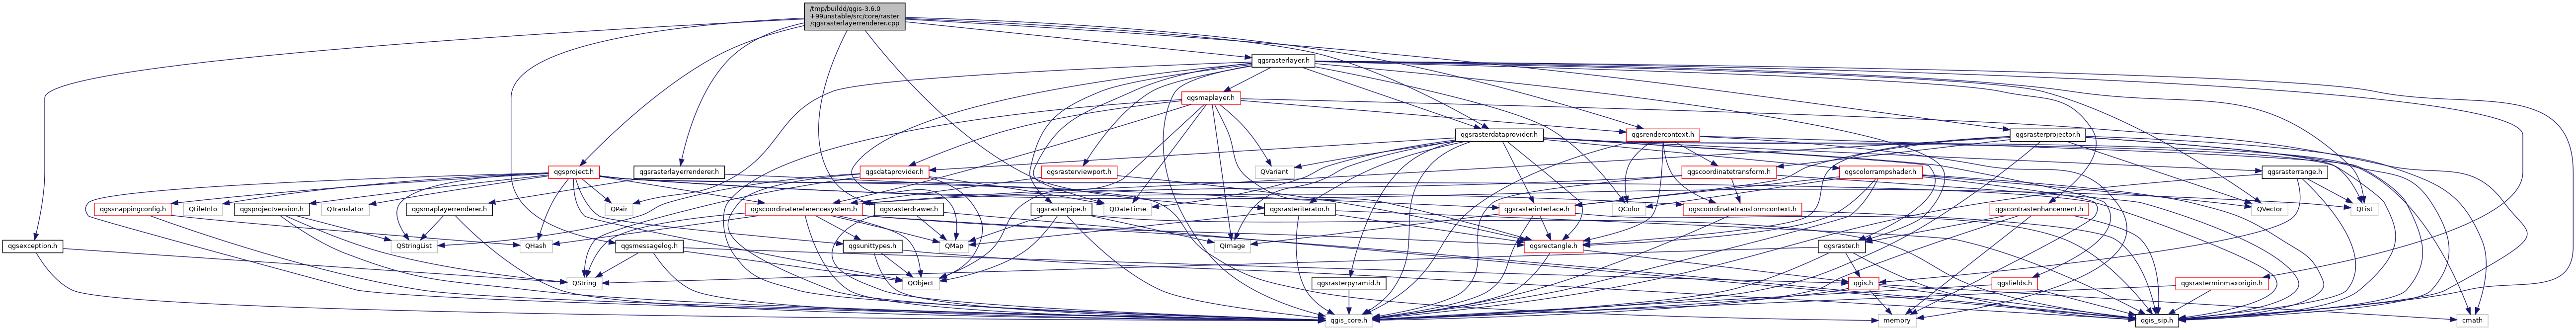 /tmp/buildd/qgis-3.6.0
+99unstable/src/core/raster
/qgsrasterlayerrenderer.cpp
qgsrasterlayer.h
qgsmaplayer.h
qgsrasterdataprovider.h
qgsrendercontext.h
qgsrasterprojector.h
qgsproject.h
qgsrasterlayerrenderer.h
qgsdataprovider.h
qgsrasterviewport.h
QVariant
qgscoordinatetransform.h
qgscolorrampshader.h
qgsrasterrange.h
qgssnappingconfig.h
QFileInfo
qgsprojectversion.h
QTranslator
qgsmaplayerrenderer.h
QPair
qgscoordinatereferencesystem.h
qgsrasterdrawer.h
QDateTime
qgsrasterpipe.h
qgsrasteriterator.h
qgsrasterinterface.h
QColor
qgscoordinatetransformcontext.h
qgscontrastenhancement.h
QVector
QList
qgsexception.h
QStringList
QHash
qgsmessagelog.h
qgsunittypes.h
QMap
QImage
qgsrectangle.h
qgsraster.h
QString
QObject
qgsrasterpyramid.h
qgis.h
qgsfields.h
qgsrasterminmaxorigin.h
qgis_core.h
memory
qgis_sip.h
cmath